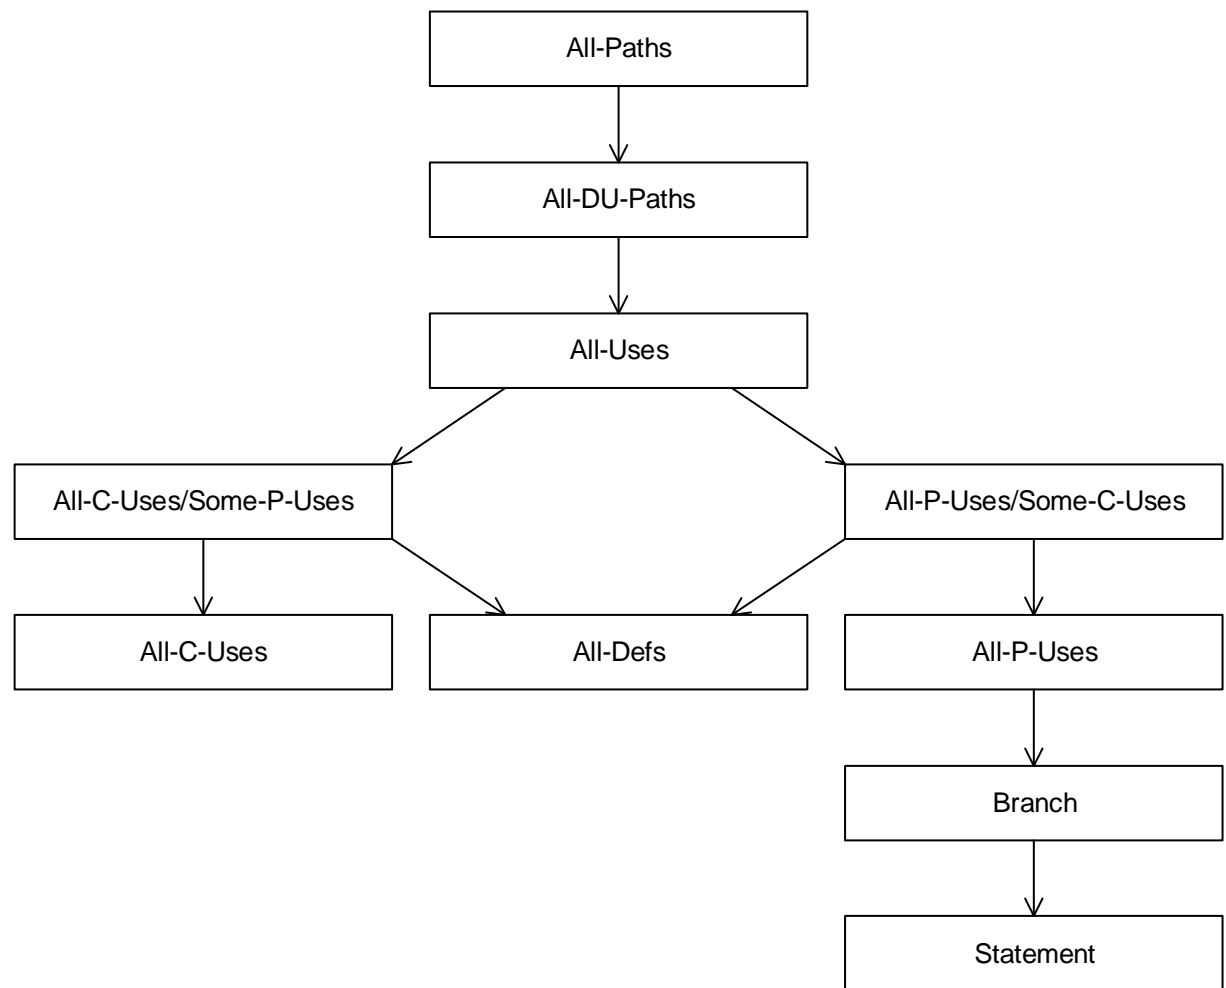 All-Paths
All-DU-Paths
All-Uses
All-C-Uses/Some-P-Uses
All-P-Uses/Some-C-Uses
All-C-Uses
All-Defs
All-P-Uses
Branch
Statement